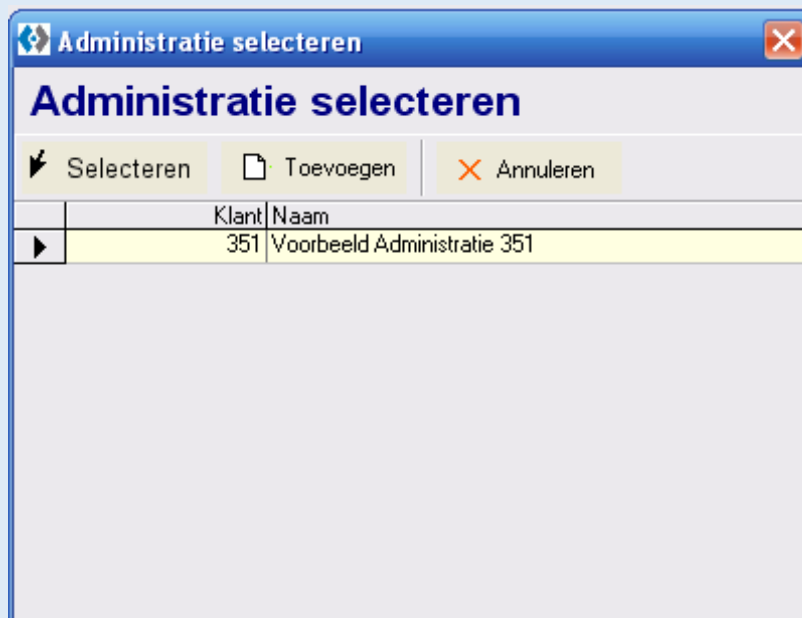 Administratie selecteren
Administratie selecteren
Selecteren Toevoegen Annuleren
Klant Naam
351 Voorbeeld Administratie 351